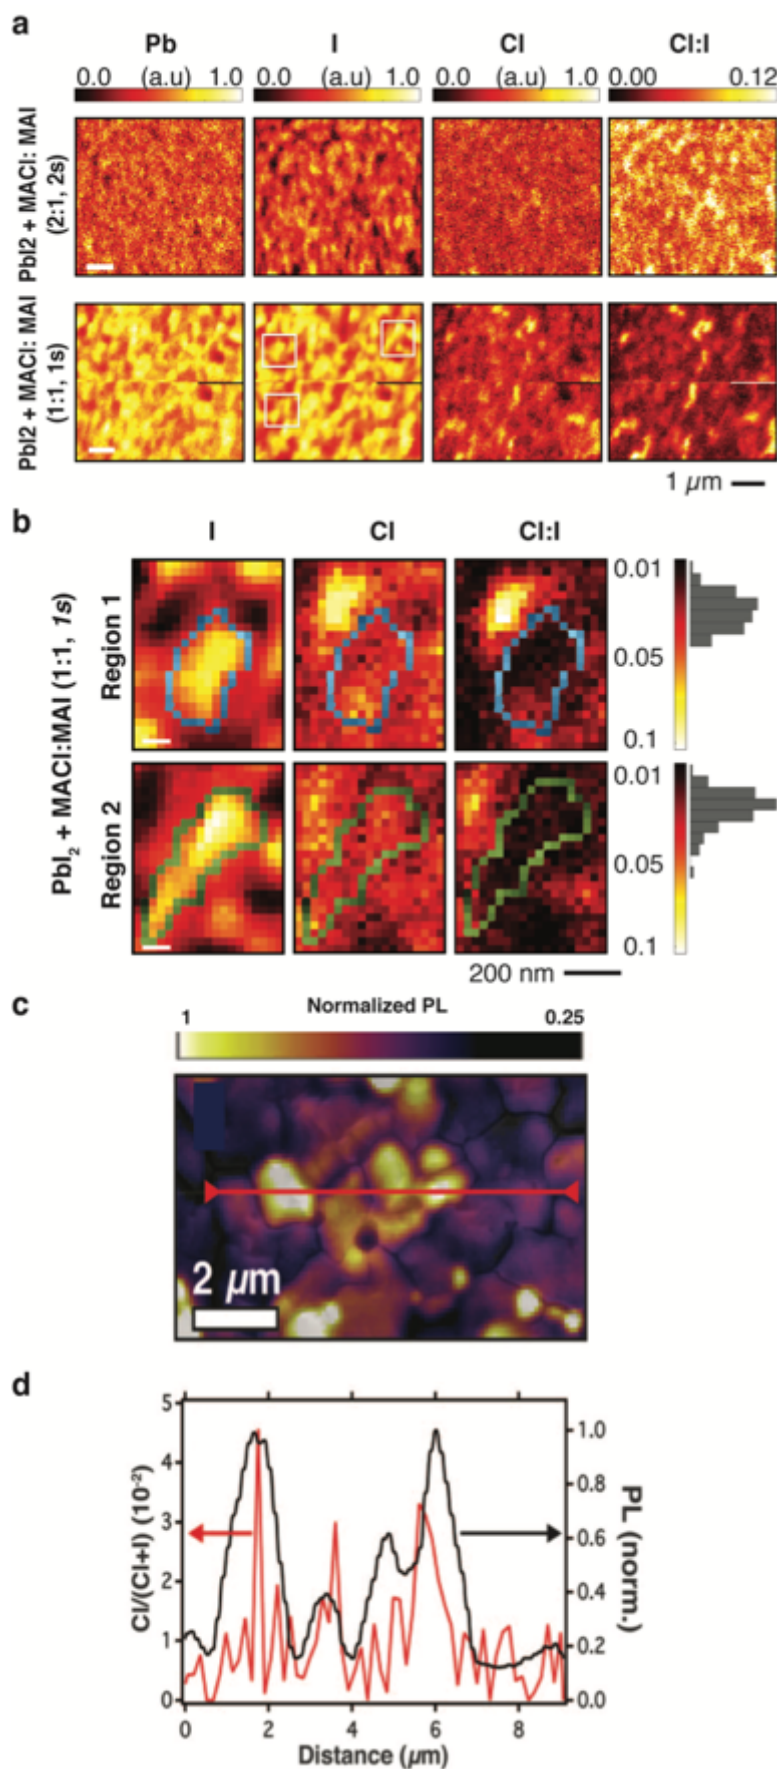 a
Pb I Cl Cl:I
0.0 (a.u) 1.0 0.0 (a.u) 1.0 0.0 (a.u) 1.0 0.00 0.12
PbI2 + MACl: MAI
(2:1, 2s)
PbI2 + MACl: MAI
(1:1, 1s)
1 µm
b
I Cl Cl:I
PbI₂ + MACl:MAI (1:1, 1s)
Region 1
0.01
0.05
0.1
Region 2
0.01
0.05
0.1
200 nm
c
Normalized PL
1 0.25
2 µm
d
Cl/(Cl+I) (10⁻²)
5
4
3
2
1
0
PL (norm.)
1.0
0.8
0.6
0.4
0.2
0.0
0 2 4 6 8
Distance (µm)